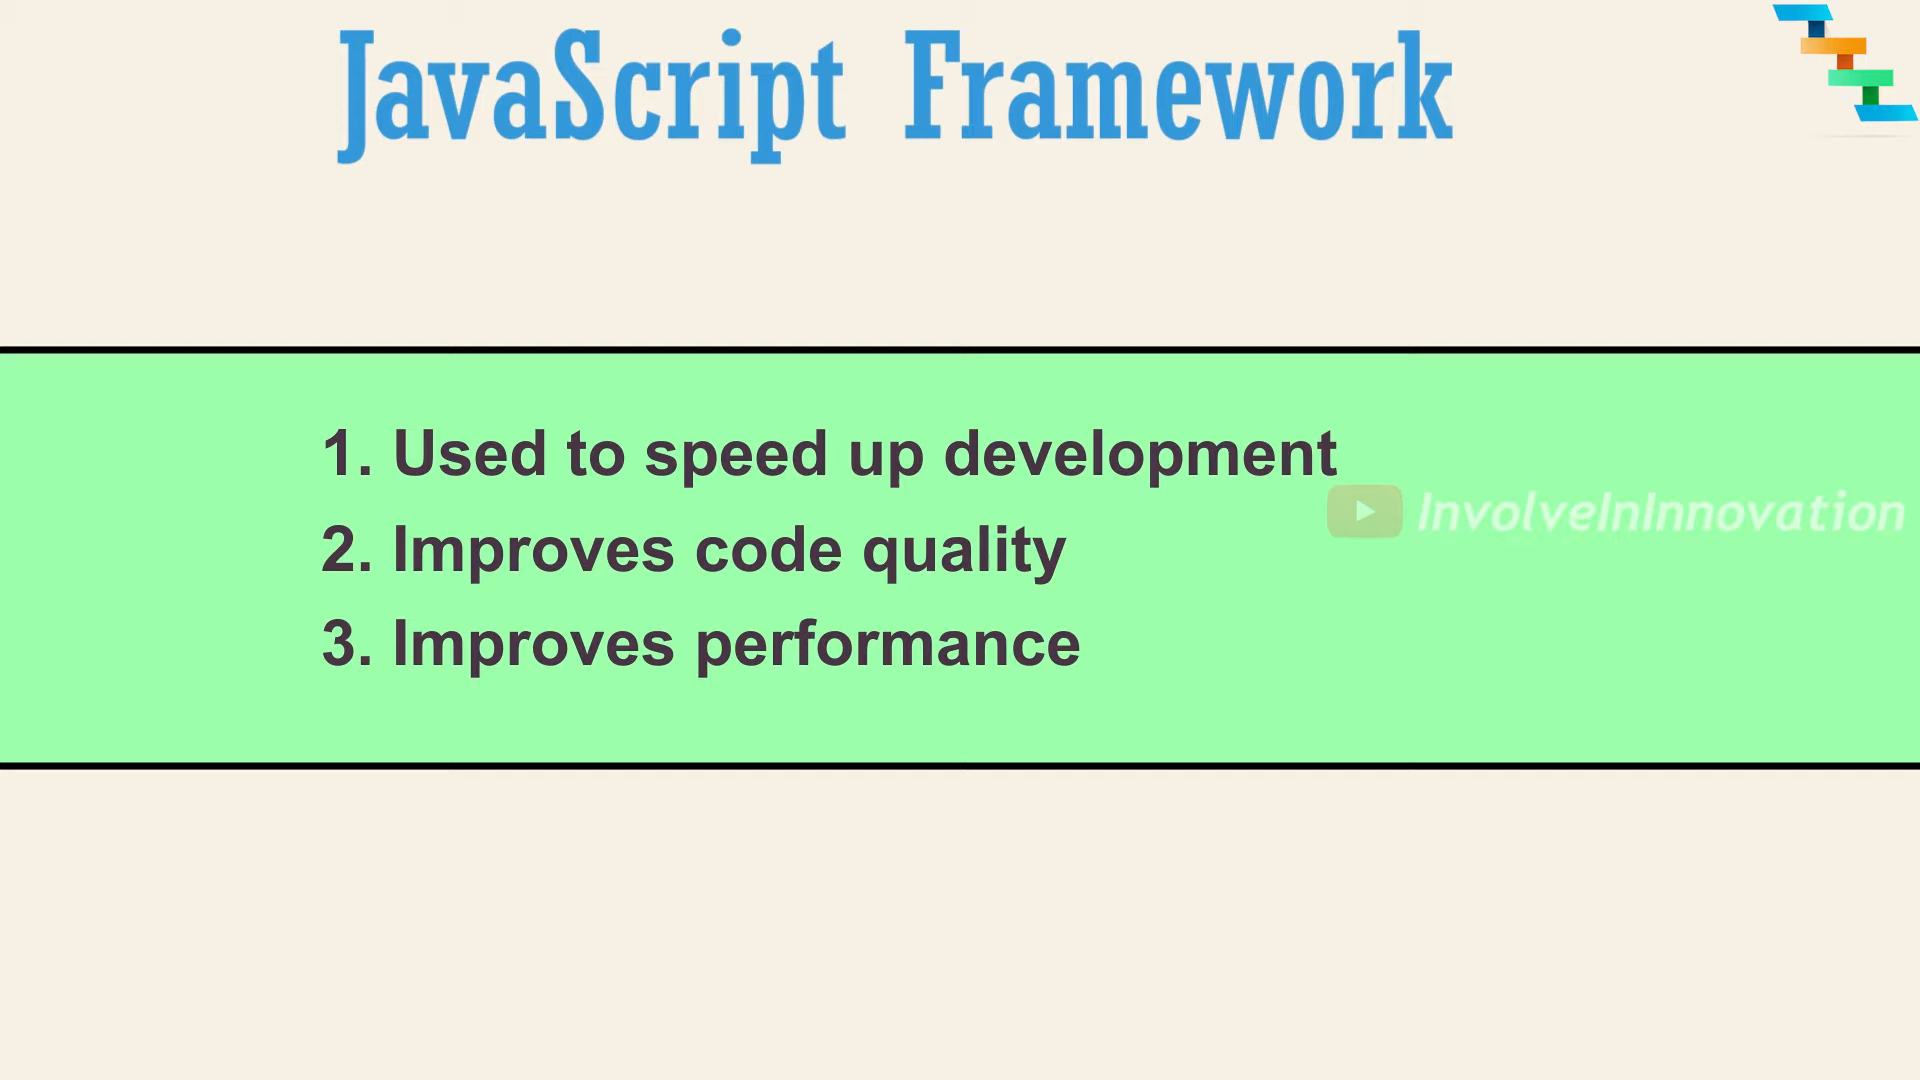 JavaScript Framework
1. Used to speed up development
InvolveInInnovation
2. Improves code quality
3. Improves performance